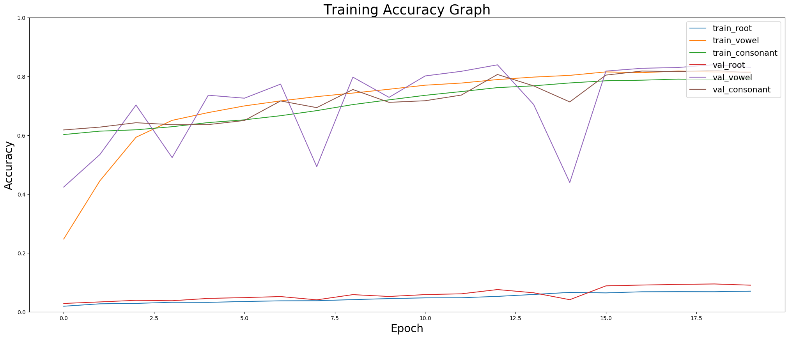 Training Accuracy Graph
train_root
train_vowel
train_consonant
val_root
val_vowel
val_consonant
1.0
0.8
0.6
0.4
0.2
0.0
Accuracy
0.0 2.5 5.0 7.5 10.0 12.5 15.0 17.5
Epoch